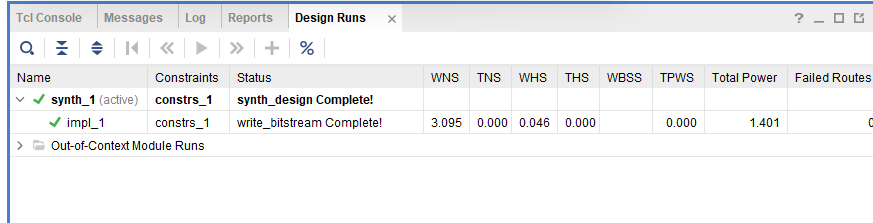 Tcl Console Messages Log Reports Design Runs × ? _
%
Name Constraints Status WNS TNS WHS THS WBSS TPWS Total Power Failed Routes
synth_1 (active) constrs_1 synth_design Complete!
impl_1 constrs_1 write_bitstream Complete! 3.095 0.000 0.046 0.000 0.000 1.401 0
Out-of-Context Module Runs